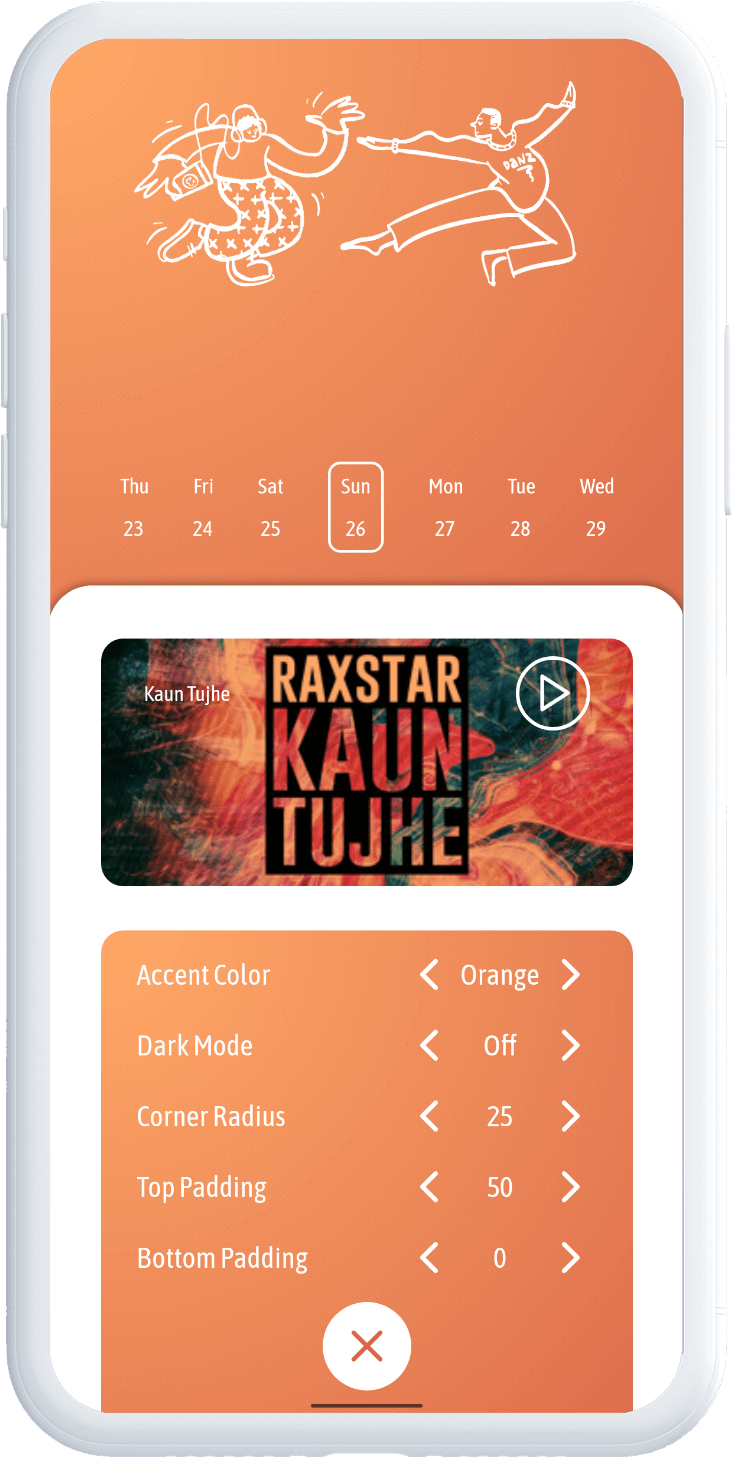 Danz
Thu Fri Sat Sun Mon Tue Wed
23 24 25 26 27 28 29
Kaun Tujhe
RAXSTAR
KAUN
TUJHE
Accent Color Orange
Dark Mode Off
Corner Radius 25
Top Padding 50
Bottom Padding 0